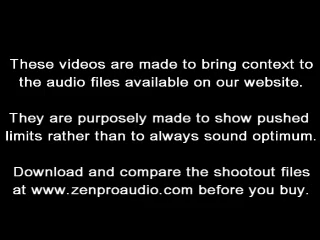 These videos are made to bring context to
the audio files available on our website.
They are purposely made to show pushed
limits rather than to always sound optimum.
Download and compare the shootout files
at www.zenproaudio.com before you buy.